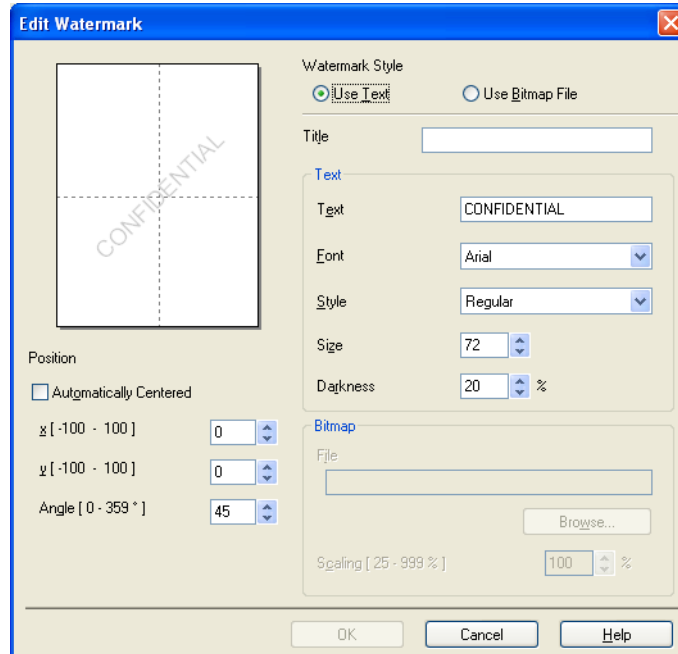 Edit Watermark
CONFIDENTIAL
Position
Automatically Centered
x [ -100 - 100 ] 0
y [ -100 - 100 ] 0
Angle [ 0 - 359 ° ] 45
Watermark Style
Use Text Use Bitmap File
Title
Text
Text CONFIDENTIAL
Font Arial
Style Regular
Size 72
Darkness 20 %
Bitmap
File
Browse...
Scaling [ 25 - 999 % ] 100 %
OK Cancel Help